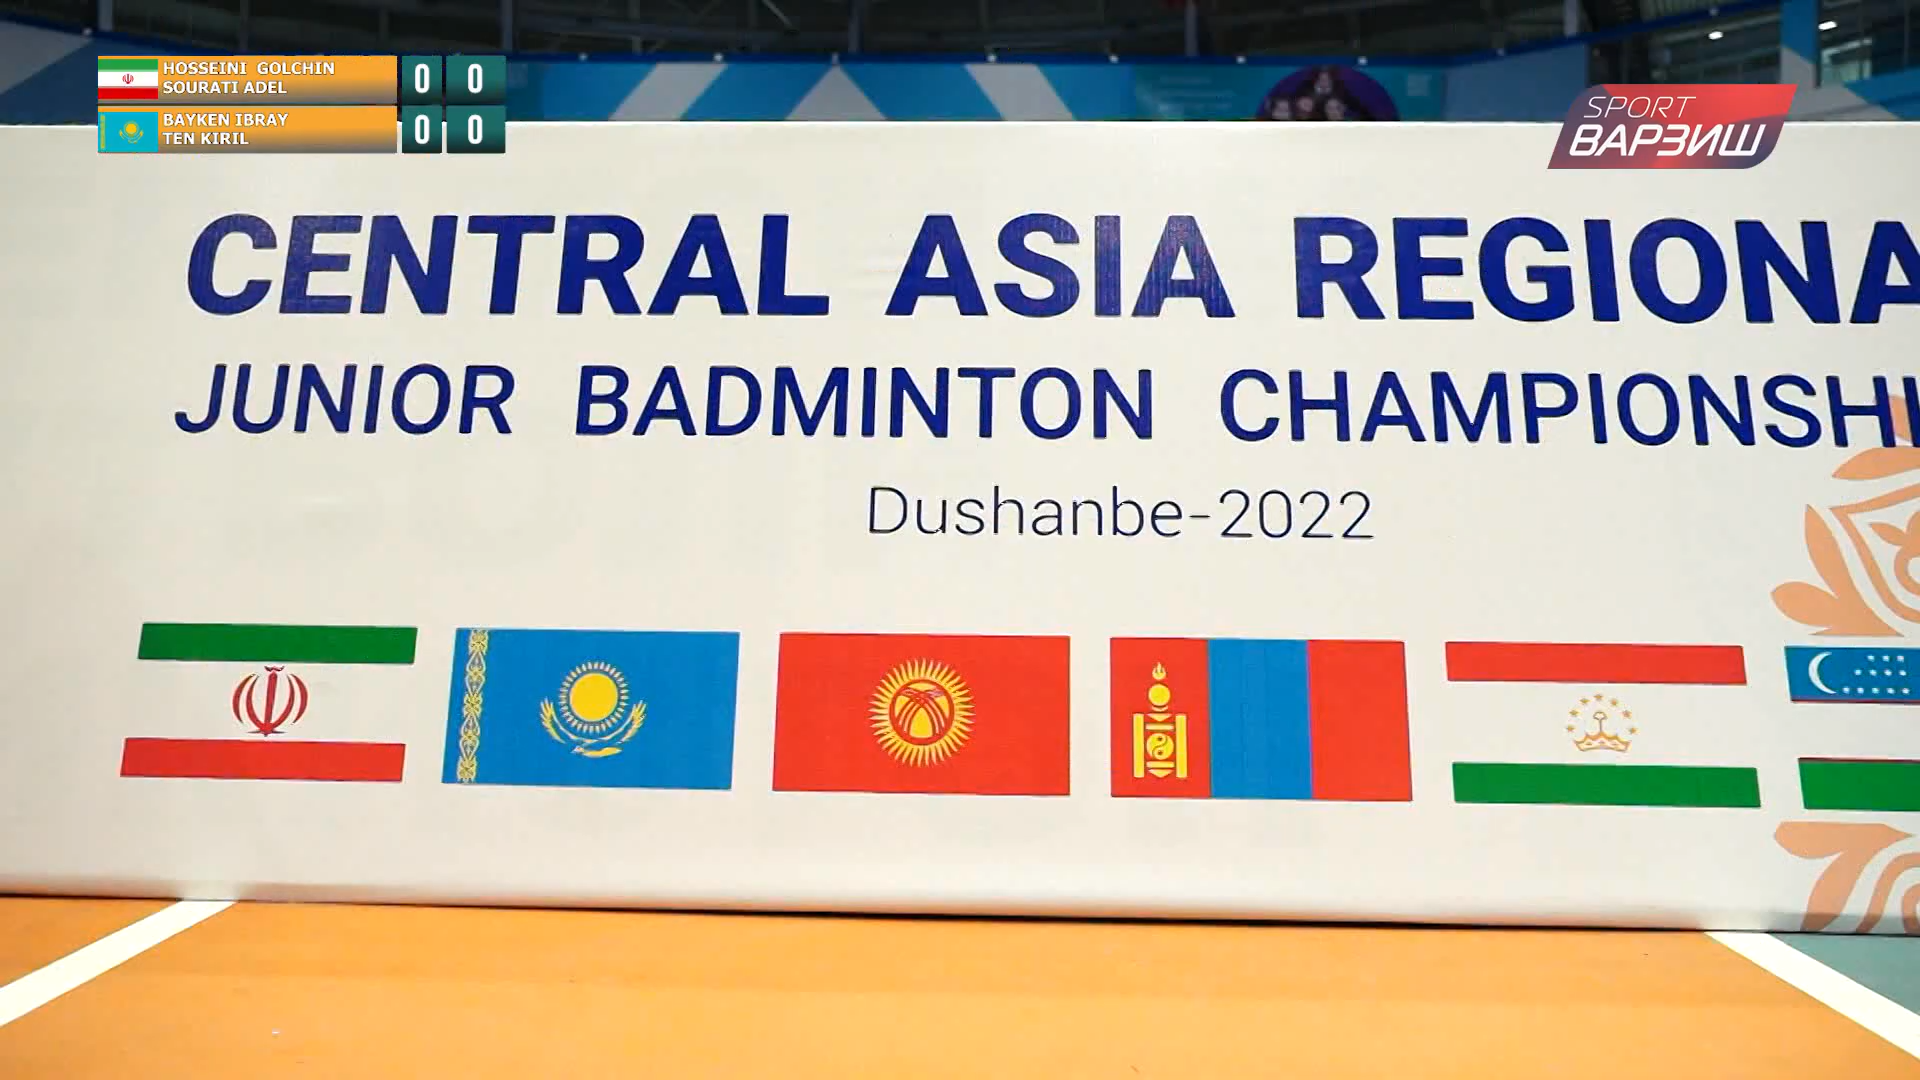 HOSSEINI GOLCHIN 0 0
SOURATI ADEL
BAYKEN IBRAY 0 0
TEN KIRIL
SPORT
ВАРЗИШ
CENTRAL ASIA REGIONA
JUNIOR BADMINTON CHAMPIONSHI
Dushanbe-2022